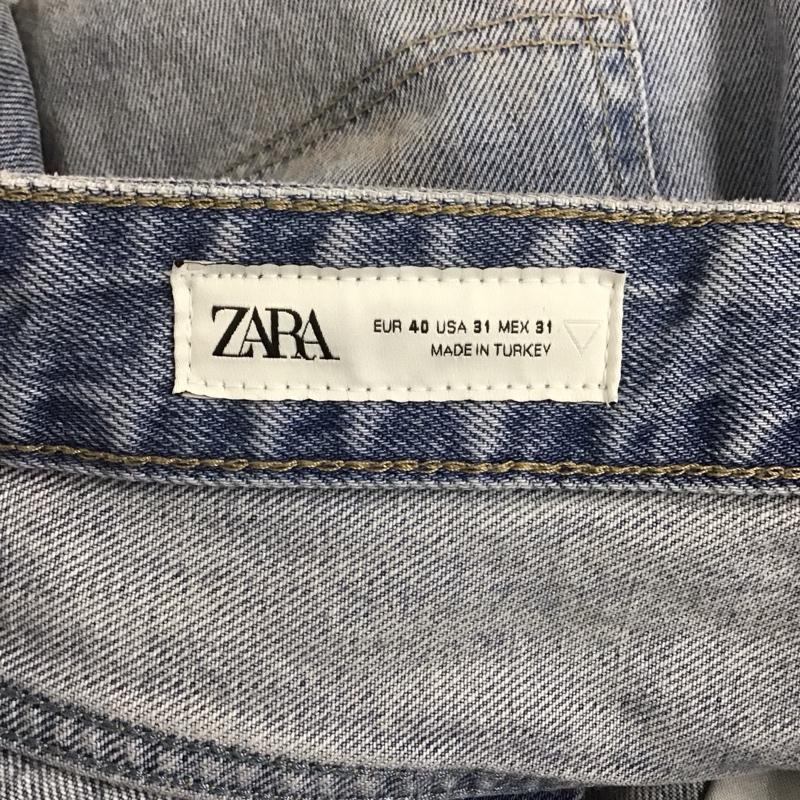 ZARA
EUR 40 USA 31 MEX 31
MADE IN TURKEY